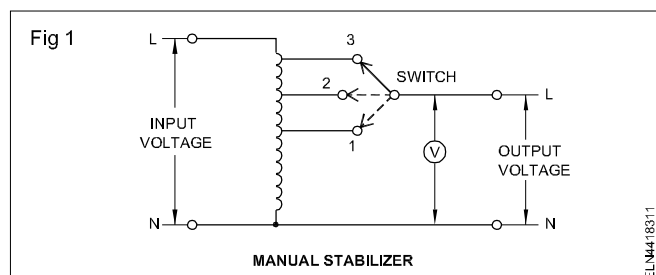 Fig 1
L
3
SWITCH
2
L
INPUT
VOLTAGE
1
V
OUTPUT
VOLTAGE
N
N
MANUAL STABILIZER
ELN4418311